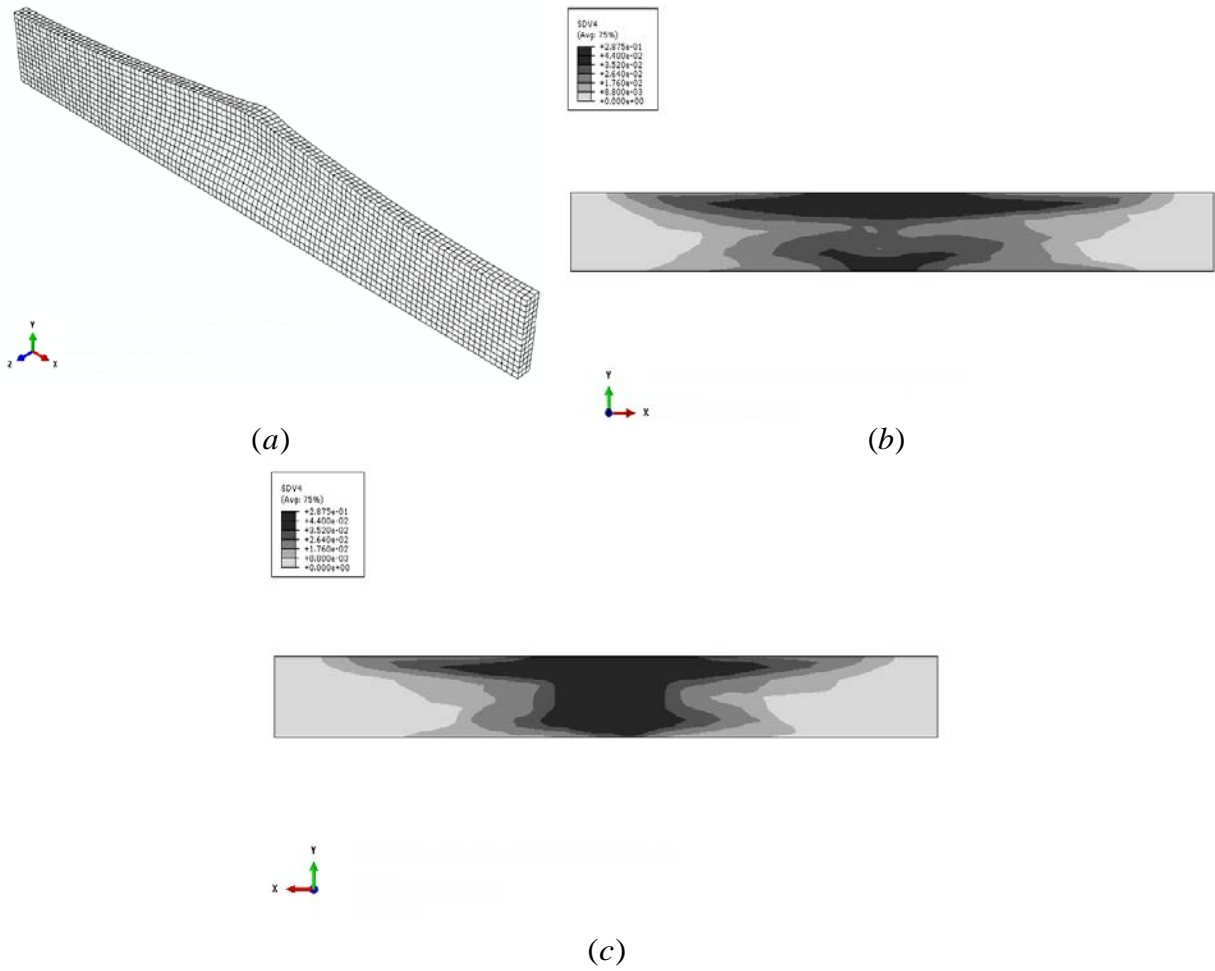 SDV4
(Avg: 75%)
+2.875e-01
+4.400e-02
+3.520e-02
+2.640e-02
+1.760e-02
+8.800e-03
+0.000e+00
Y
Z
X
Y
X
(a)
(b)
SDV4
(Avg: 75%)
+2.875e-01
+4.400e-02
+3.520e-02
+2.640e-02
+1.760e-02
+8.800e-03
+0.000e+00
Y
X
(c)